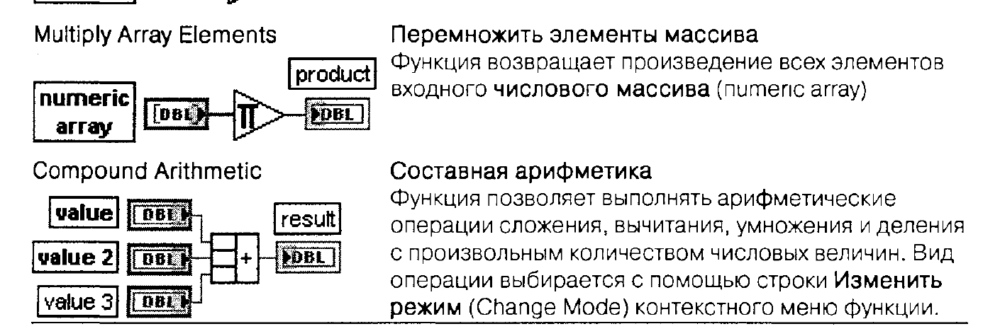 Multiply Array Elements
numeric
array
[DBL]
product
DBL
Перемножить элементы массива
Функция возвращает произведение всех элементов
входного числового массива (numeric array)
Compound Arithmetic
value
DBL
value 2
DBL
value 3
DBL
+
result
DBL
Составная арифметика
Функция позволяет выполнять арифметические
операции сложения, вычитания, умножения и деления
с произвольным количеством числовых величин. Вид
операции выбирается с помощью строки Изменить
режим (Change Mode) контекстного меню функции.